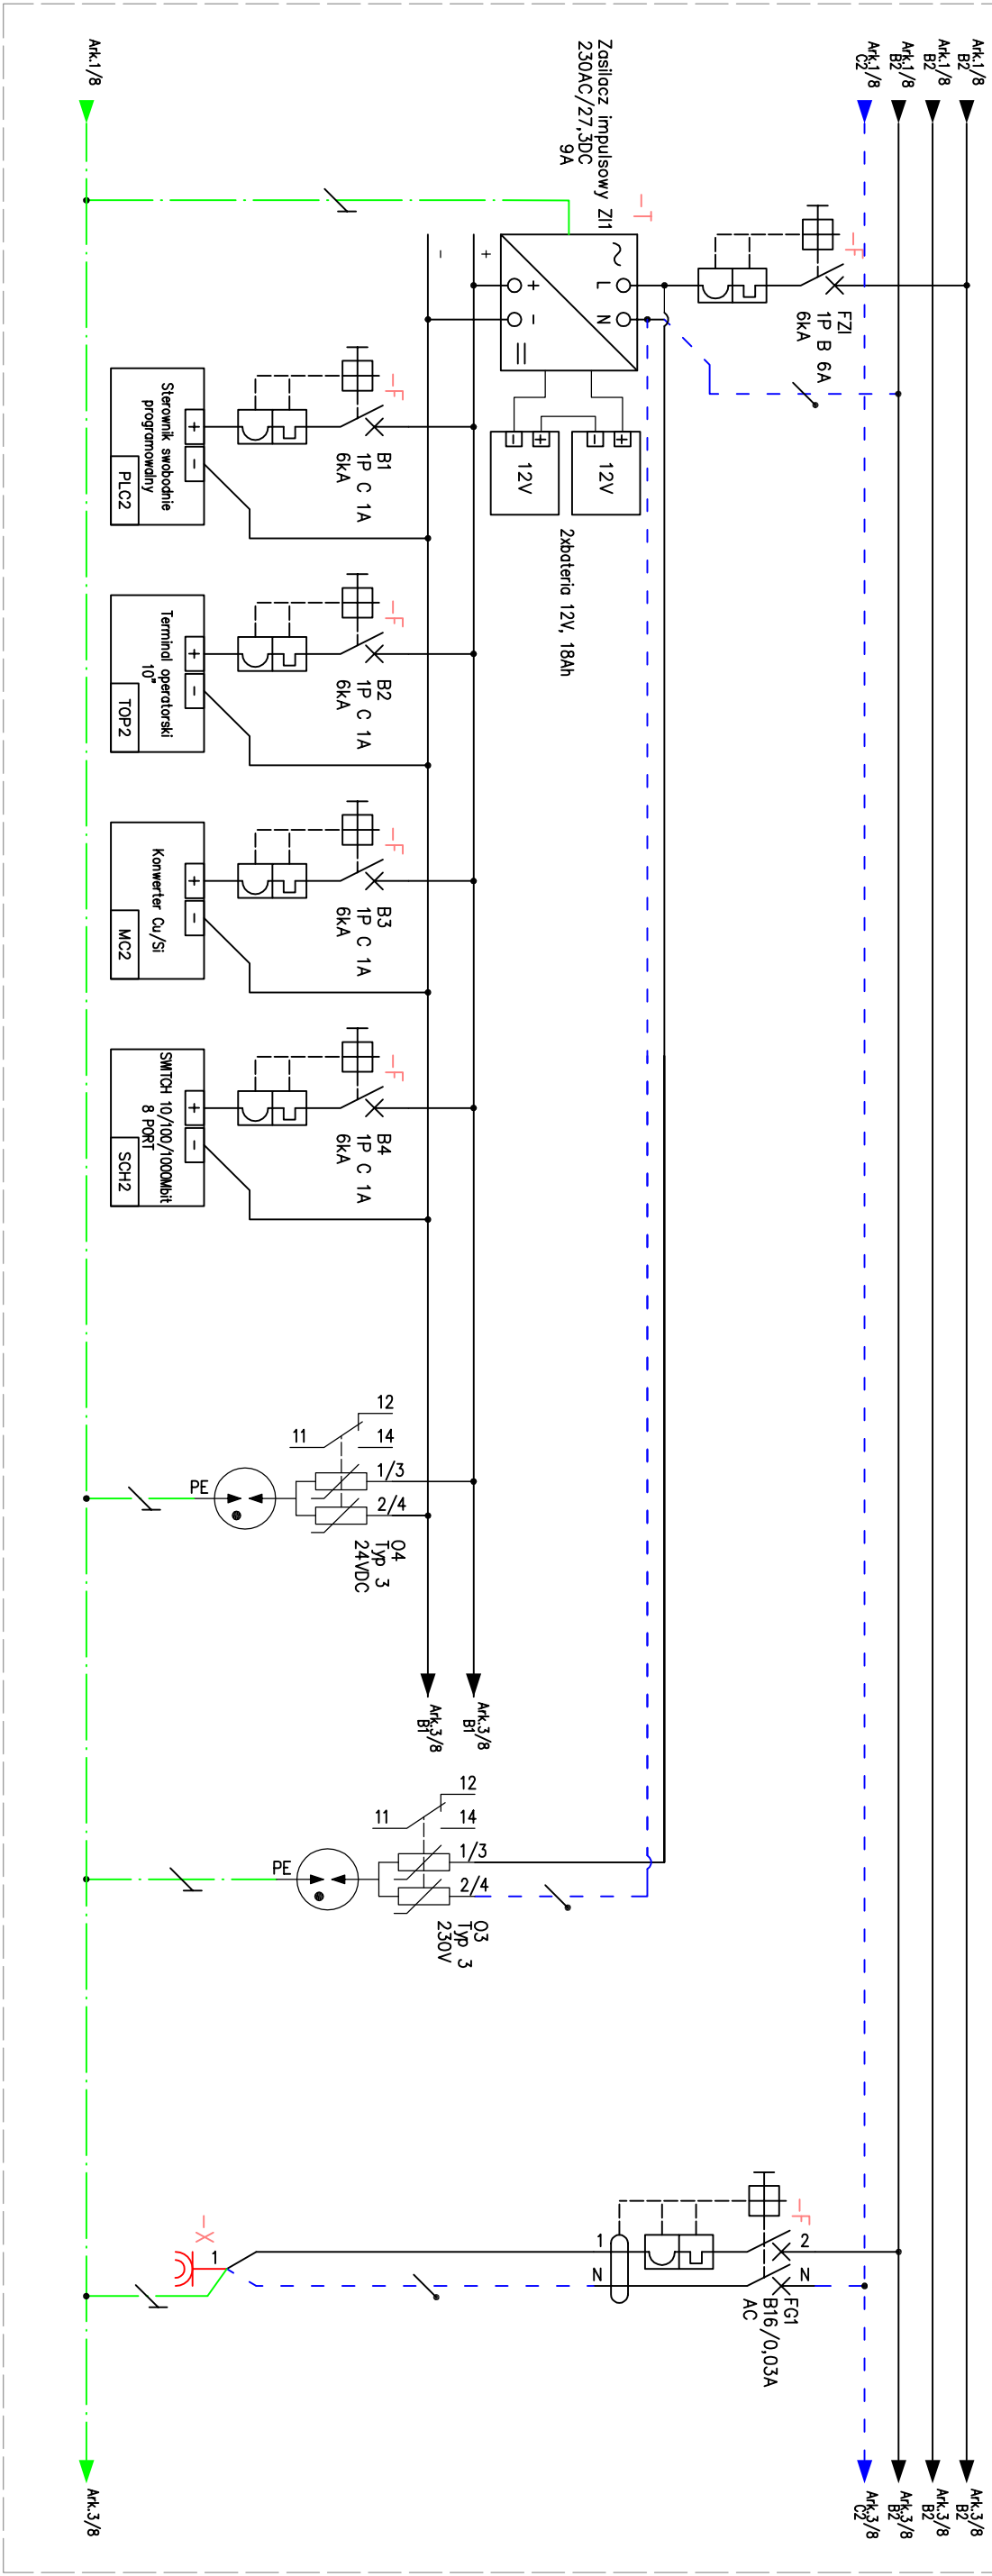 Ark.1/8
B2
Ark.1/8
B2
Ark.1/8
B2
Ark.1/8
C2
-F
FZI
1P B 6A
6kA
-T
Zasilacz impulsowy ZI1
230AC/27,3DC
9A
L
N
+
-
+
-
+
-
+
-
12V
12V
2xbateria 12V, 18Ah
-F
B1
1P C 1A
6kA
+
-
Sterownik swobodnie
programowalny
PLC2
-F
B2
1P C 1A
6kA
+
-
Terminal operatorski
10"
TOP2
-F
B3
1P C 1A
6kA
+
-
Konwerter Cu/Si
MC2
-F
B4
1P C 1A
6kA
+
-
SWITCH 10/100/1000Mbit
8 PORT
SCH2
12
11
14
1/3
2/4
PE
O4
Typ 3
24VDC
Ark.3/8
B1
Ark.3/8
B1
12
11
14
1/3
2/4
PE
O3
Typ 3
230V
-F
2
N
1
N
FG1
B16/0,03A
AC
-X
1
Ark.3/8
B2
Ark.3/8
B2
Ark.3/8
B2
Ark.3/8
C2
Ark.1/8
Ark.3/8